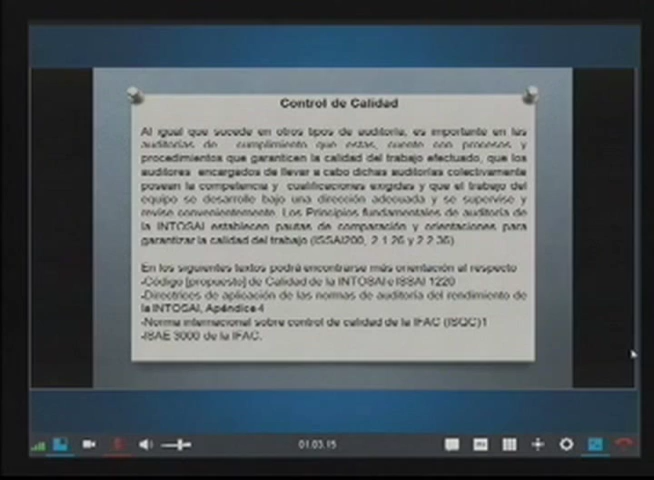 Control de Calidad
Al igual que sucede en otros tipos de auditoría, es importante en las
auditorías de cumplimiento que estas, cuente con procesos y
procedimientos que garanticen la calidad del trabajo efectuado, que los
auditores encargados de llevar a cabo dichas auditorías colectivamente
posean la competencia y cualificaciones exigidas y que el trabajo del
equipo se desarrolle bajo una dirección adecuada y se supervise y
revise convenientemente. Los Principios fundamentales de auditoría de
la INTOSAI establecen pautas de comparación y orientaciones para
garantizar la calidad del trabajo (ISSAI200, 2.1.26 y 2.2.36).
En los siguientes textos podrá encontrarse más orientación al respecto
-Código [propuesto] de Calidad de la INTOSAI e ISSAI 1220
-Directrices de aplicación de las normas de auditoría del rendimiento de
la INTOSAI, Apéndice 4
-Norma internacional sobre control de calidad de la IFAC (ISQC)1
-ISAE 3000 de la IFAC.
01:03:15